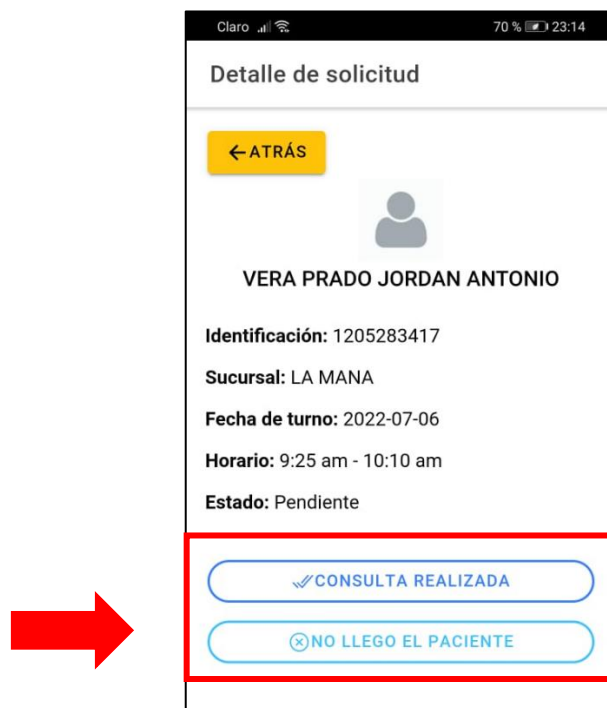 Claro 70 % 23:14
Detalle de solicitud
ATRÁS
VERA PRADO JORDAN ANTONIO
Identificación: 1205283417
Sucursal: LA MANA
Fecha de turno: 2022-07-06
Horario: 9:25 am - 10:10 am
Estado: Pendiente
CONSULTA REALIZADA
NO LLEGO EL PACIENTE